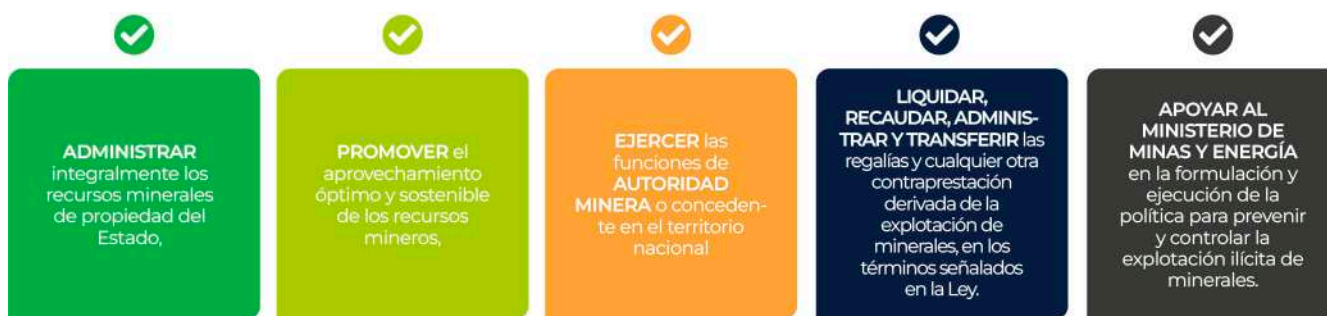 ADMINISTRAR
integralmente los
recursos minerales
de propiedad del
Estado,
PROMOVER el
aprovechamiento
óptimo y sostenible
de los recursos
mineros,
EJERCER las
funciones de
AUTORIDAD
MINERA o conceden-
te en el territorio
nacional
LIQUIDAR,
RECAUDAR, ADMINIS-
TRAR Y TRANSFERIR las
regalías y cualquier otra
contraprestación
derivada de la
explotación de
minerales, en los
términos señalados
en la Ley.
APOYAR AL
MINISTERIO DE
MINAS Y ENERGÍA
en la formulación y
ejecución de la
política para prevenir
y controlar la
explotación ilícita de
minerales.